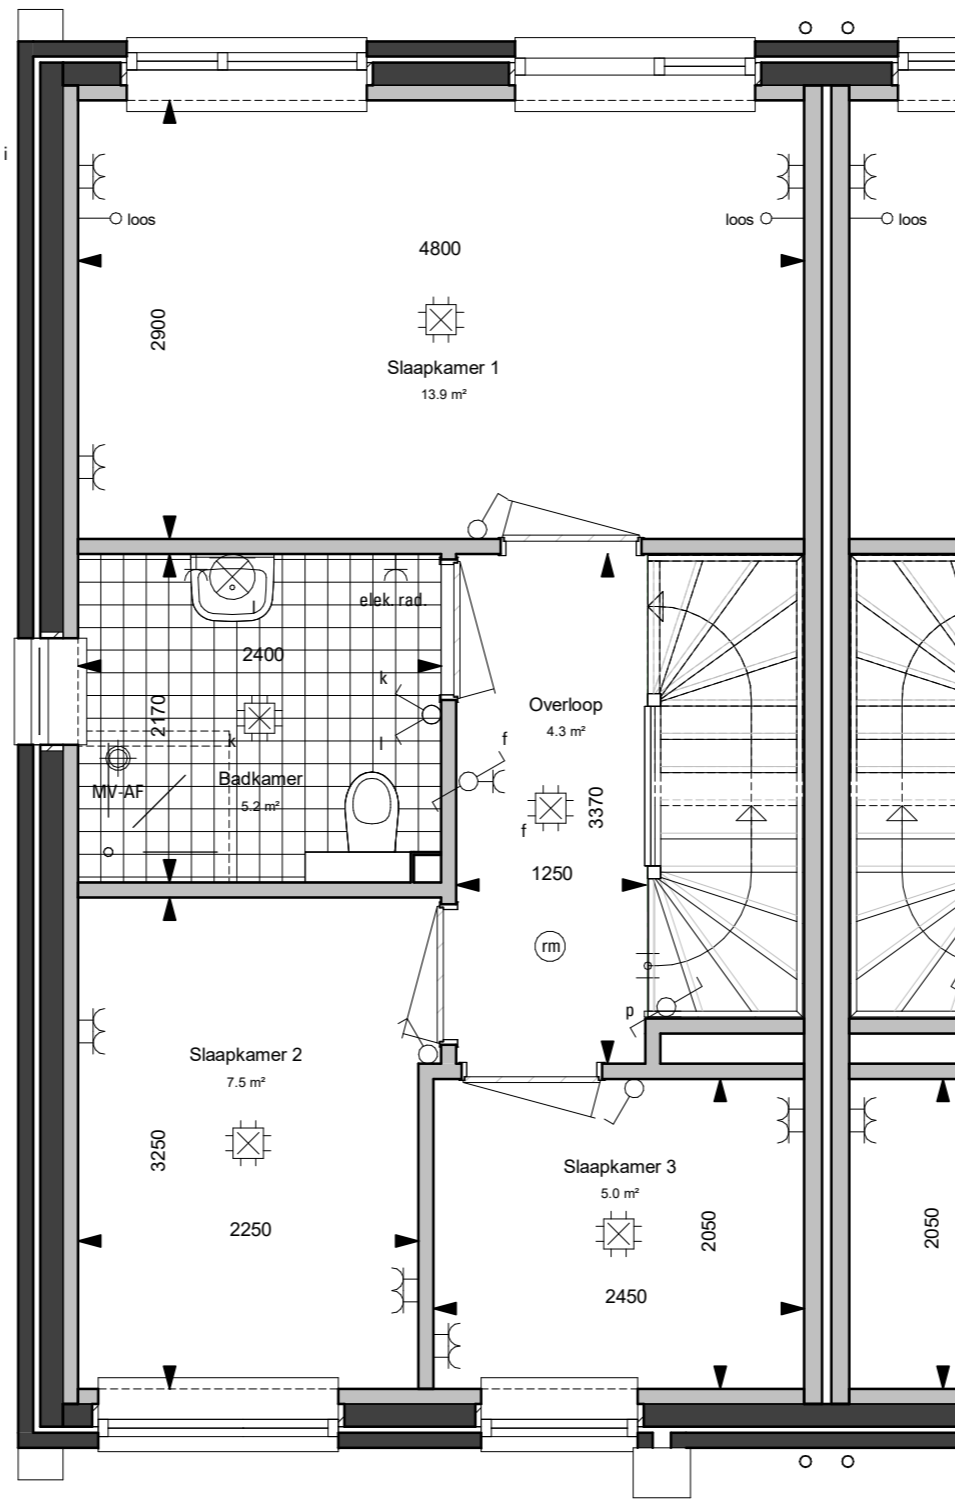 i
loos
loos
loos
4800
2900
Slaapkamer 1
13.9 m²
elek. rad.
l
2400
k
2170
k
l
MV-AF
Badkamer
5.2 m²
Overloop
4.3 m²
f
f
3370
1250
rm
p
Slaapkamer 2
7.5 m²
3250
2250
Slaapkamer 3
5.0 m²
2050
2450
2050